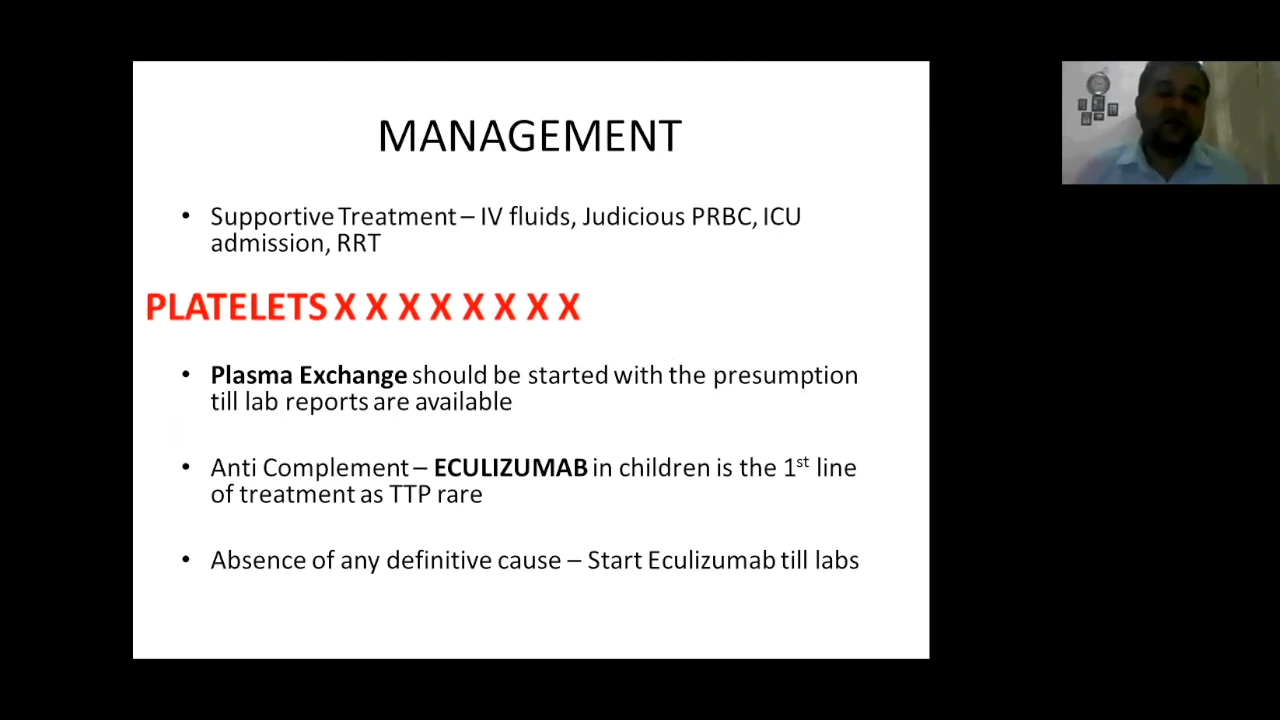 MANAGEMENT
• Supportive Treatment – IV fluids, Judicious PRBC, ICU
admission, RRT
PLATELETS X X X X X X X X
• Plasma Exchange should be started with the presumption
till lab reports are available
• Anti Complement – ECULIZUMAB in children is the 1st line
of treatment as TTP rare
• Absence of any definitive cause – Start Eculizumab till labs